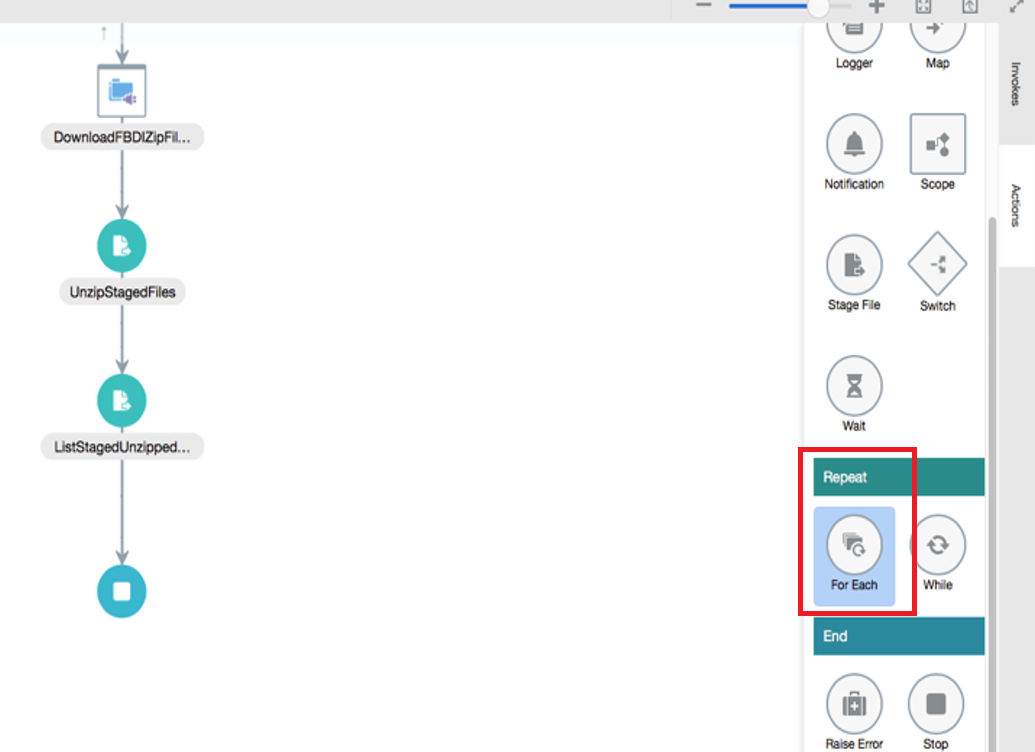 DownloadFBDIZipFil...
UnzipStagedFiles
ListStagedUnzipped...
Logger
Map
Notification
Scope
Stage File
Switch
Wait
Repeat
For Each
While
End
Raise Error
Stop
Invokes
Actions